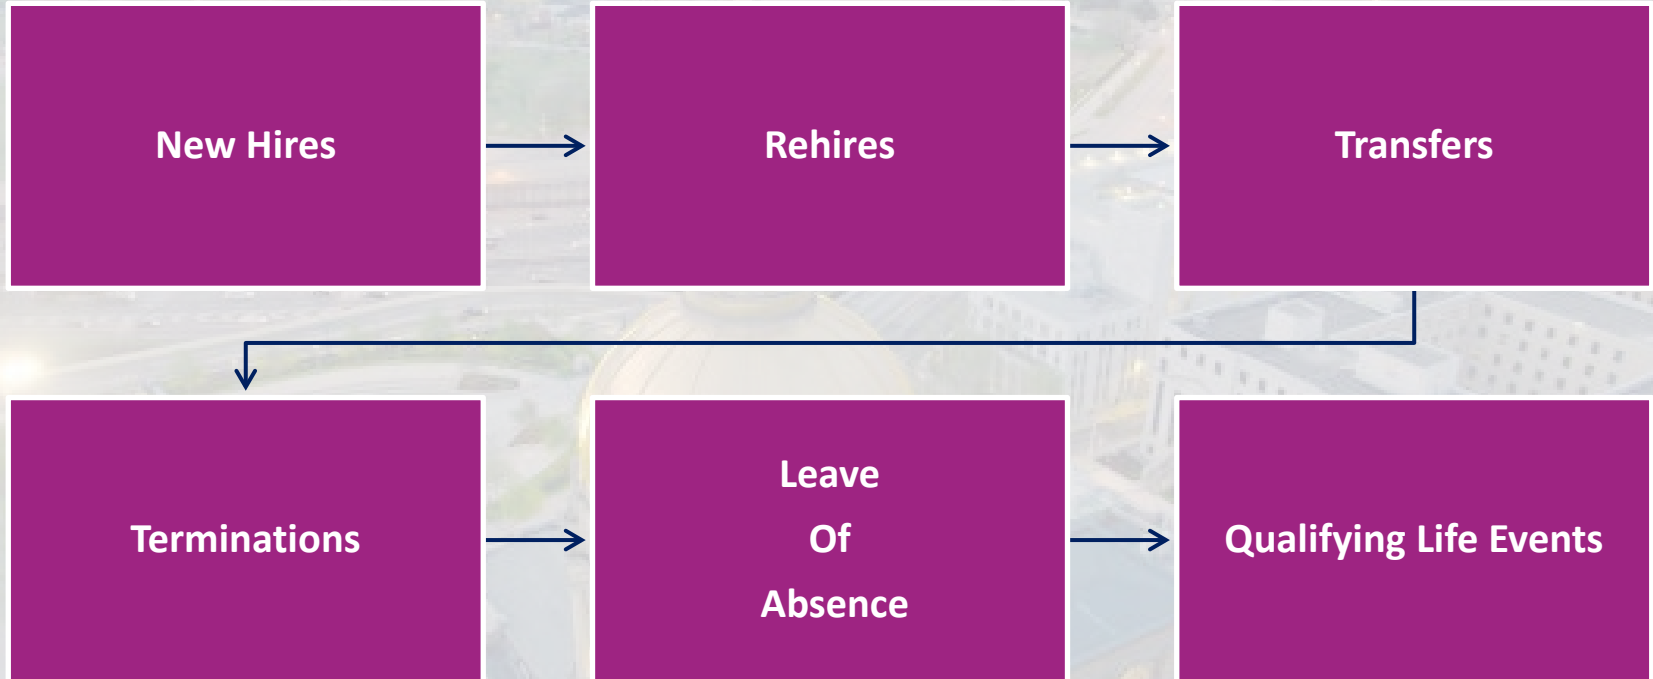 New Hires
Rehires
Transfers
Terminations
Leave
Of
Absence
Qualifying Life Events